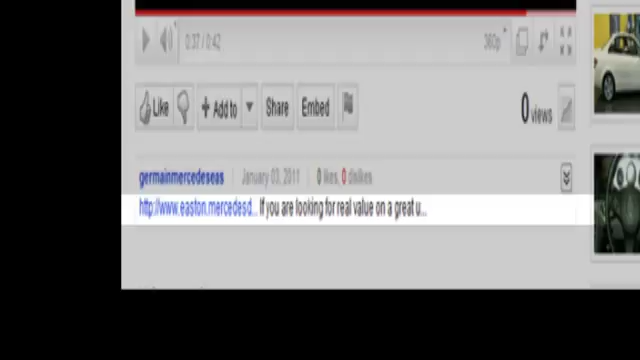 0:37 / 0:42
360p
Like
+ Add to
Share
Embed
0 views
germainmercedeseas
January 03, 2011
0 likes, 0 dislikes
http://www.easton.mercedesd... If you are looking for real value on a great u...